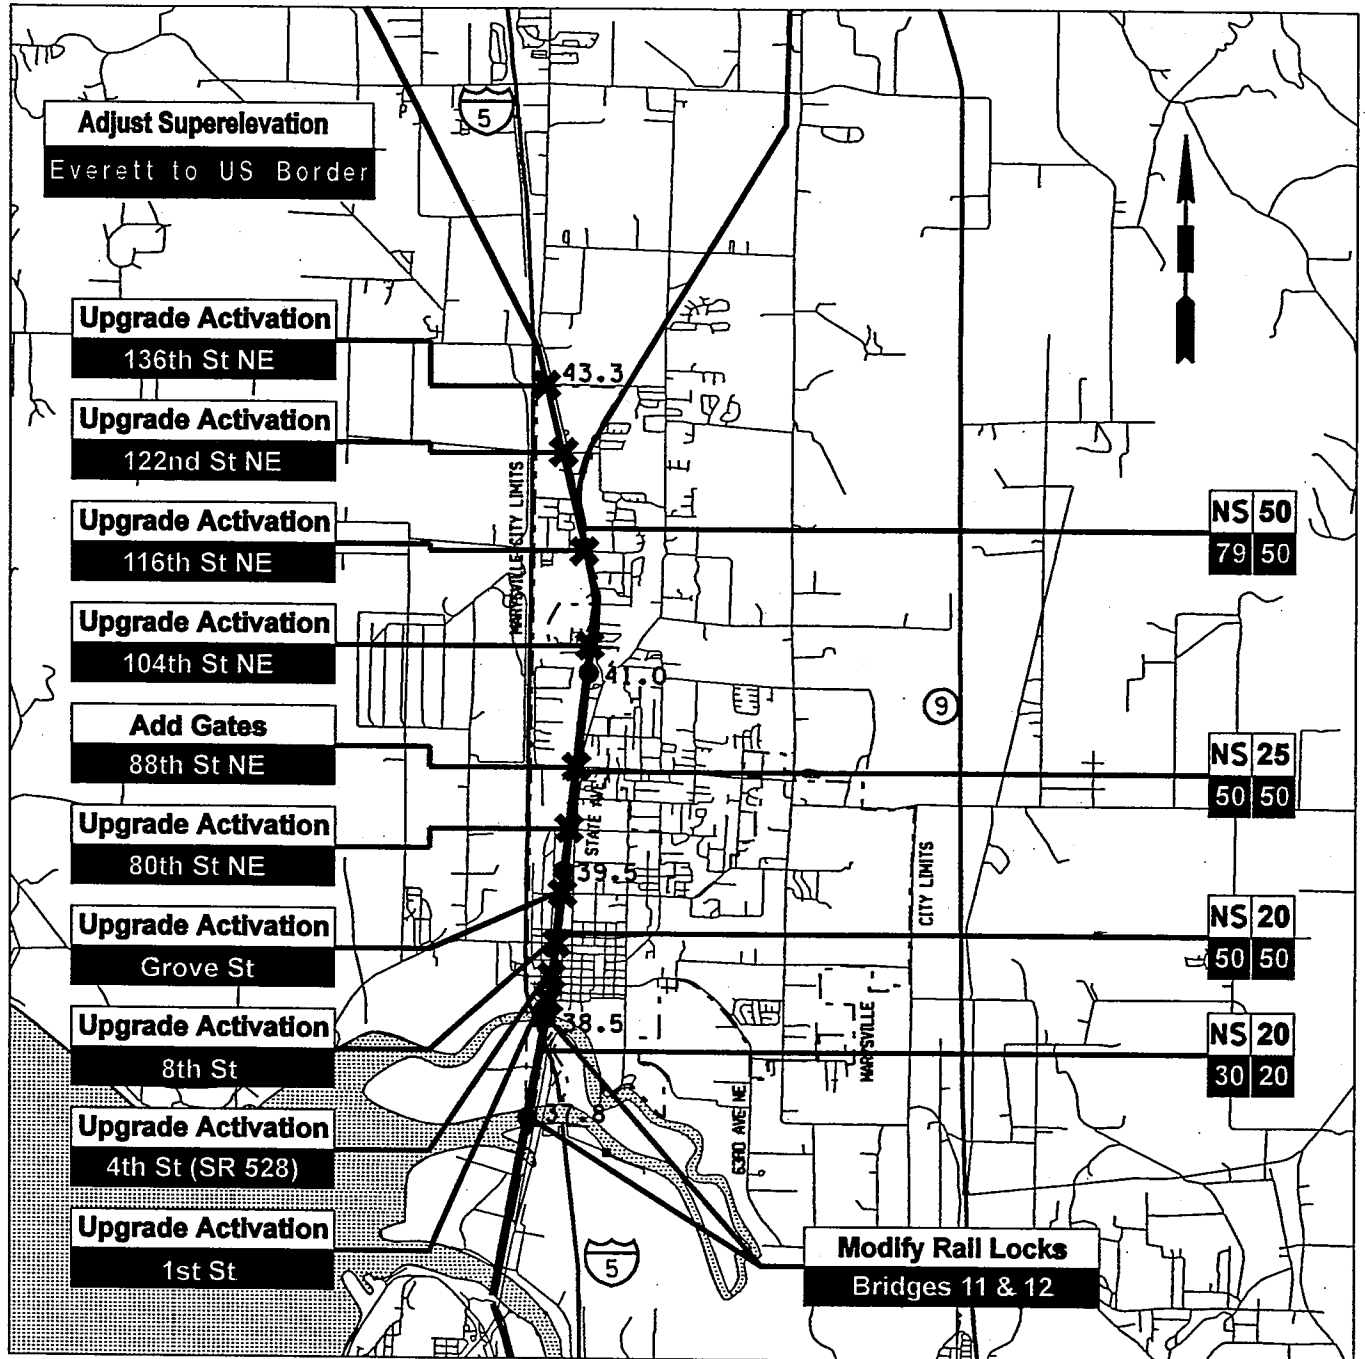 Adjust Superelevation
Everett to US Border
5
Upgrade Activation
136th St NE
43.3
Upgrade Activation
122nd St NE
MARYSVILLE CITY LIMITS
Upgrade Activation
116th St NE
NS 50
79 50
Upgrade Activation
104th St NE
41.0
9
Add Gates
88th St NE
NS 25
50 50
STATE AVE
Upgrade Activation
80th St NE
39.5
CITY LIMITS
Upgrade Activation
Grove St
NS 20
50 50
Upgrade Activation
8th St
38.5
MARYSVILLE
NS 20
30 20
Upgrade Activation
4th St (SR 528)
37.8
63RD AVE NE
Upgrade Activation
1st St
5
Modify Rail Locks
Bridges 11 & 12